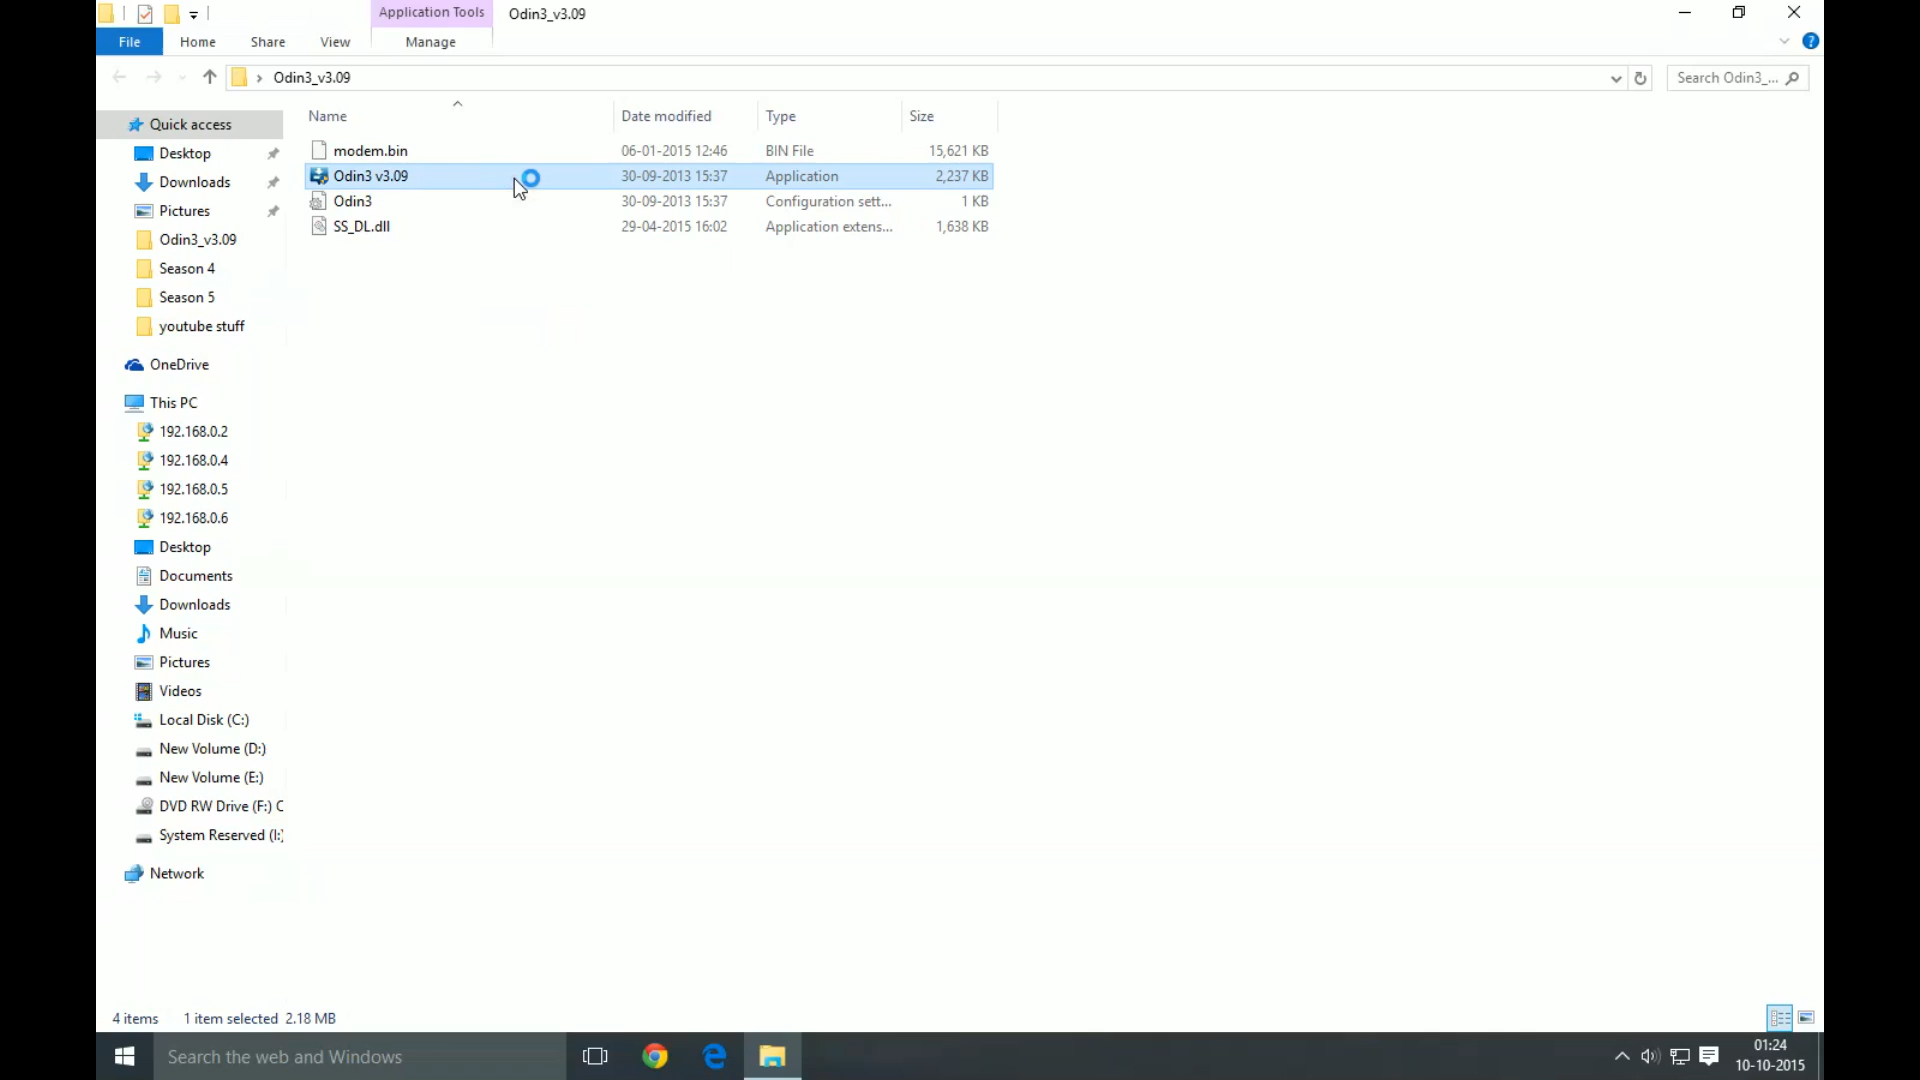 Application Tools Odin3_v3.09
File Home Share View Manage
Odin3_v3.09 Search Odin3_...
Name Date modified Type Size
modem.bin 06-01-2015 12:46 BIN File 15,621 KB
Odin3 v3.09 30-09-2013 15:37 Application 2,237 KB
Odin3 30-09-2013 15:37 Configuration sett... 1 KB
SS_DL.dll 29-04-2015 16:02 Application extens... 1,638 KB
Quick access
Desktop
Downloads
Pictures
Odin3_v3.09
Season 4
Season 5
youtube stuff
OneDrive
This PC
192.168.0.2
192.168.0.4
192.168.0.5
192.168.0.6
Desktop
Documents
Downloads
Music
Pictures
Videos
Local Disk (C:)
New Volume (D:)
New Volume (E:)
DVD RW Drive (F:) C
System Reserved (I:)
Network
4 items 1 item selected 2.18 MB
Search the web and Windows
01:24
10-10-2015